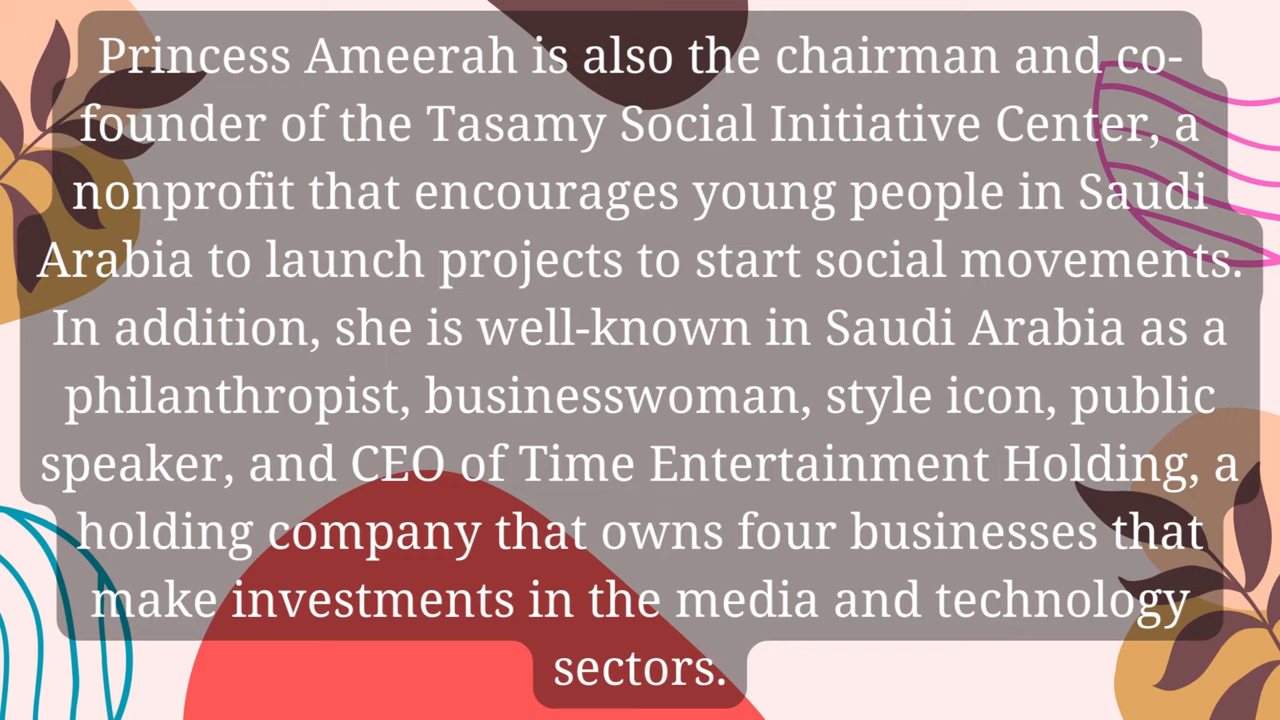 Princess Ameerah is also the chairman and co-
founder of the Tasamy Social Initiative Center, a
nonprofit that encourages young people in Saudi
Arabia to launch projects to start social movements.
In addition, she is well-known in Saudi Arabia as a
philanthropist, businesswoman, style icon, public
speaker, and CEO of Time Entertainment Holding, a
holding company that owns four businesses that
make investments in the media and technology
sectors.